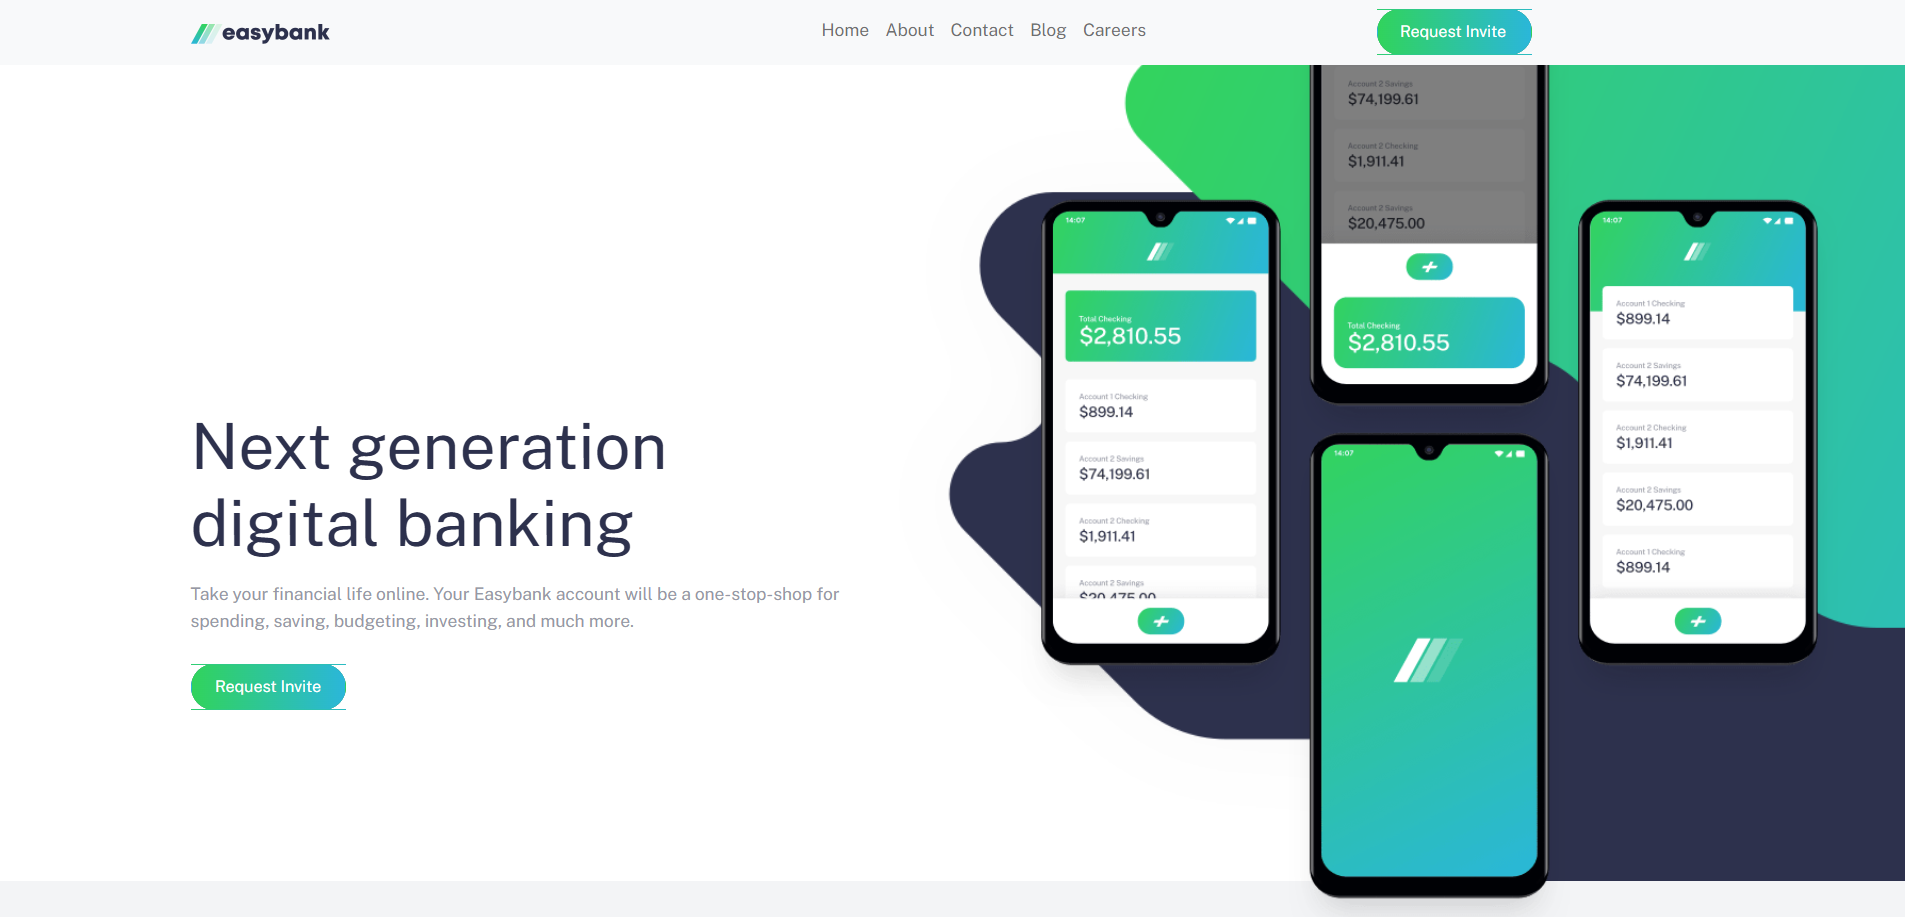 easybank
Home About Contact Blog Careers
Request Invite
Next generation
digital banking
Take your financial life online. Your Easybank account will be a one-stop-shop for
spending, saving, budgeting, investing, and much more.
Request Invite
14:07
Total Checking
$2,810.55
Account 1 Checking
$899.14
Account 2 Savings
$74,199.61
Account 2 Checking
$1,911.41
Account 2 Savings
$20,475.00
Account 2 Savings
$74,199.61
Account 2 Checking
$1,911.41
Account 2 Savings
$20,475.00
Total Checking
$2,810.55
14:07
14:07
Account 1 Checking
$899.14
Account 2 Savings
$74,199.61
Account 2 Checking
$1,911.41
Account 2 Savings
$20,475.00
Account 1 Checking
$899.14